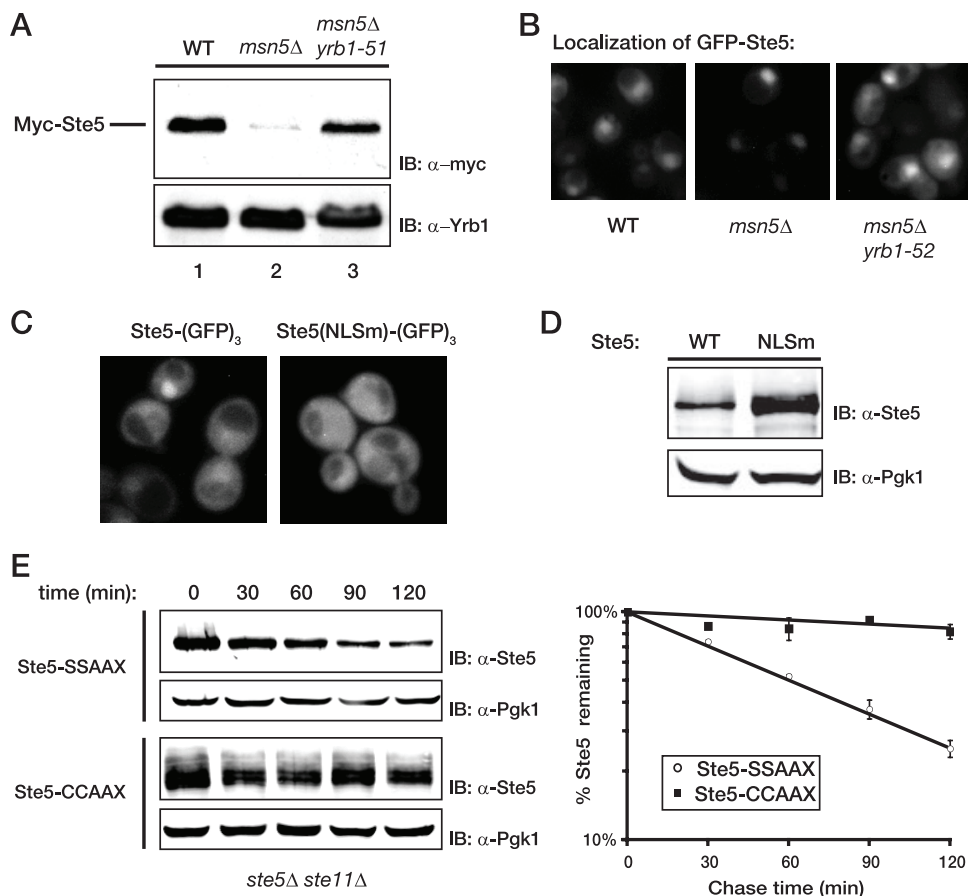 A
WT msn5Δ msn5Δ yrb1-51
Myc-Ste5
IB: α–myc
IB: α–Yrb1
1 2 3
B
Localization of GFP-Ste5:
WT
msn5Δ
msn5Δ
yrb1-52
C
Ste5-(GFP)3
Ste5(NLSm)-(GFP)3
D
Ste5: WT NLSm
IB: α-Ste5
IB: α-Pgk1
E
time (min): 0 30 60 90 120
Ste5-SSAAX
IB: α-Ste5
IB: α-Pgk1
Ste5-CCAAX
IB: α-Ste5
IB: α-Pgk1
ste5Δ ste11Δ
% Ste5 remaining
100%
10%
Ste5-SSAAX
Ste5-CCAAX
0 30 60 90 120
Chase time (min)